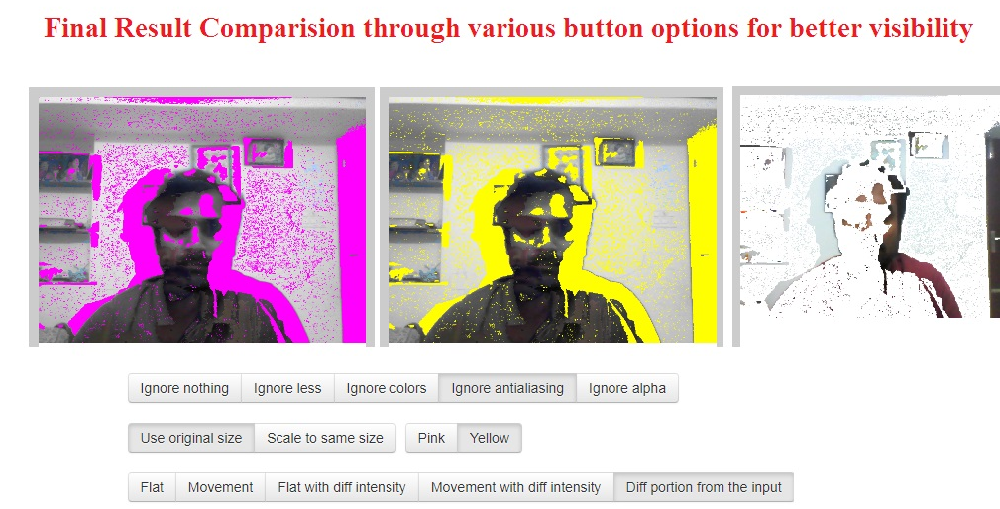 Final Result Comparision through various button options for better visibility
Ignore nothing Ignore less Ignore colors Ignore antialiasing Ignore alpha
Use original size Scale to same size Pink Yellow
Flat Movement Flat with diff intensity Movement with diff intensity Diff portion from the input